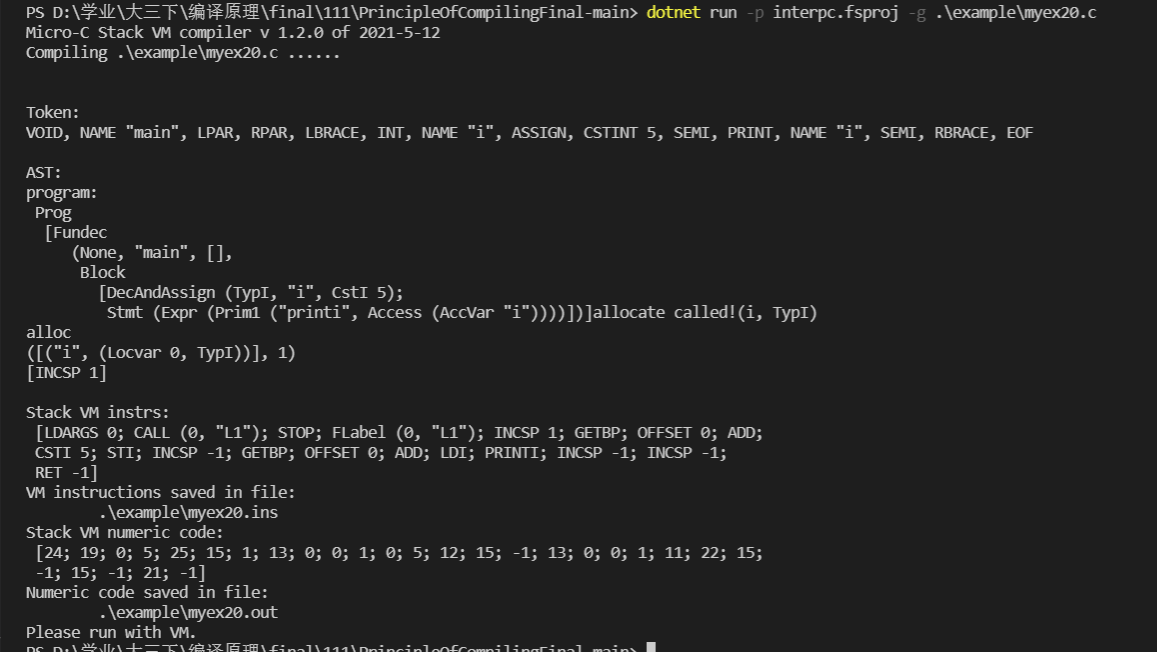 PS D:\学业\大三下\编译原理\final\111\PrincipleOfCompilingFinal-main> dotnet run -p interpc.fsproj -g .\example\myex20.c
Micro-C Stack VM compiler v 1.2.0 of 2021-5-12
Compiling .\example\myex20.c ......
Token:
VOID, NAME "main", LPAR, RPAR, LBRACE, INT, NAME "i", ASSIGN, CSTINT 5, SEMI, PRINT, NAME "i", SEMI, RBRACE, EOF
AST:
program:
Prog
[Fundec
(None, "main", [],
Block
[DecAndAssign (TypI, "i", CstI 5);
Stmt (Expr (Prim1 ("printi", Access (AccVar "i"))))])]allocate called!(i, TypI)
alloc
([("i", (Locvar 0, TypI))], 1)
[INCSP 1]
Stack VM instrs:
[LDARGS 0; CALL (0, "L1"); STOP; FLabel (0, "L1"); INCSP 1; GETBP; OFFSET 0; ADD;
CSTI 5; STI; INCSP -1; GETBP; OFFSET 0; ADD; LDI; PRINTI; INCSP -1; INCSP -1;
RET -1]
VM instructions saved in file:
.\example\myex20.ins
Stack VM numeric code:
[24; 19; 0; 5; 25; 15; 1; 13; 0; 0; 1; 0; 5; 12; 15; -1; 13; 0; 0; 1; 11; 22; 15;
-1; 15; -1; 21; -1]
Numeric code saved in file:
.\example\myex20.out
Please run with VM.
PS D:\学业\大三下\编译原理\final\111\PrincipleOfCompilingFinal-main>